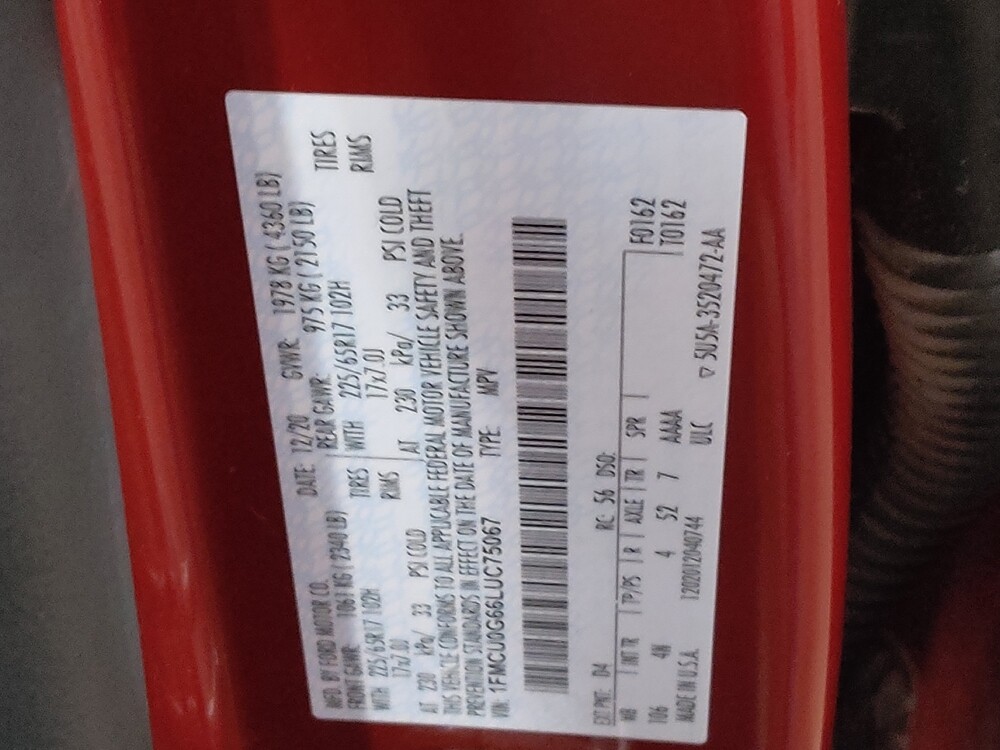 MFD. BY FORD MOTOR CO. DATE: 12/20 GVWR: 1978 KG ( 4360 LB)
FRONT GAWR: 1061 KG ( 2340 LB) REAR GAWR: 975 KG ( 2150 LB)
WITH 225/65R17 102H TIRES WITH 225/65R17 102H TIRES
17x7.0J RIMS 17x7.0J RIMS
AT 230 kPa/ 33 PSI COLD AT 230 kPa/ 33 PSI COLD
THIS VEHICLE CONFORMS TO ALL APPLICABLE FEDERAL MOTOR VEHICLE SAFETY AND THEFT
PREVENTION STANDARDS IN EFFECT ON THE DATE OF MANUFACTURE SHOWN ABOVE.
VIN: 1FMCU0G66LUC75067 TYPE: MPV
EXT PNT: D4 RC: 56 DSO:
WB INT TR TP/PS R AXLE TR SPR F0162
106 4N 4 52 7 AAAA T0162
MADE IN U.S.A. 1202012040744 ULC ▽ 5U5A-3520472-AA